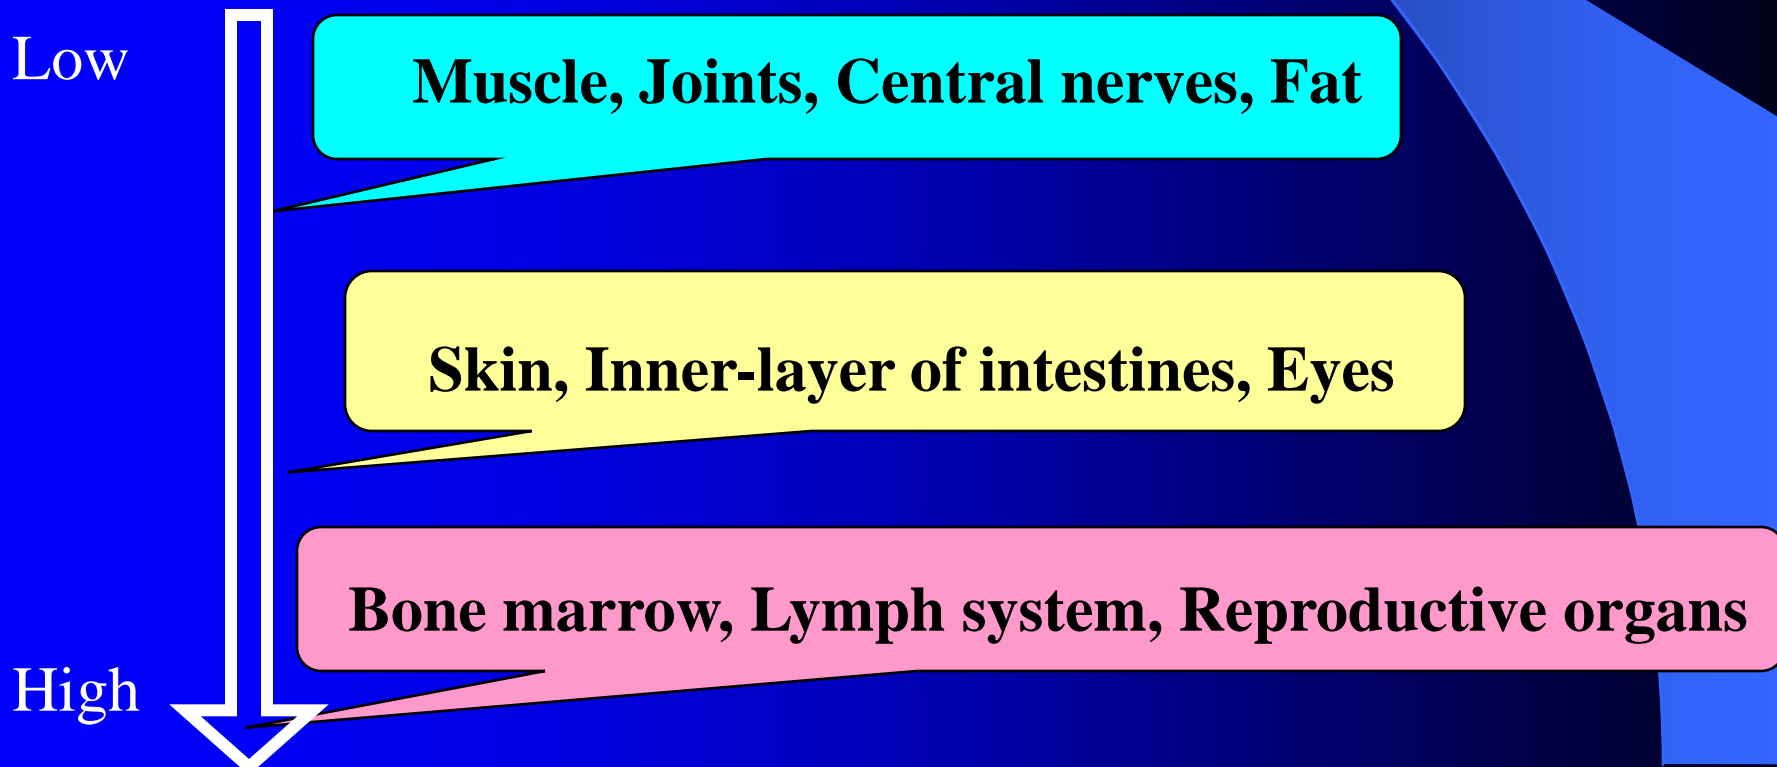 Low
Muscle, Joints, Central nerves, Fat
Skin, Inner-layer of intestines, Eyes
Bone marrow, Lymph system, Reproductive organs
High